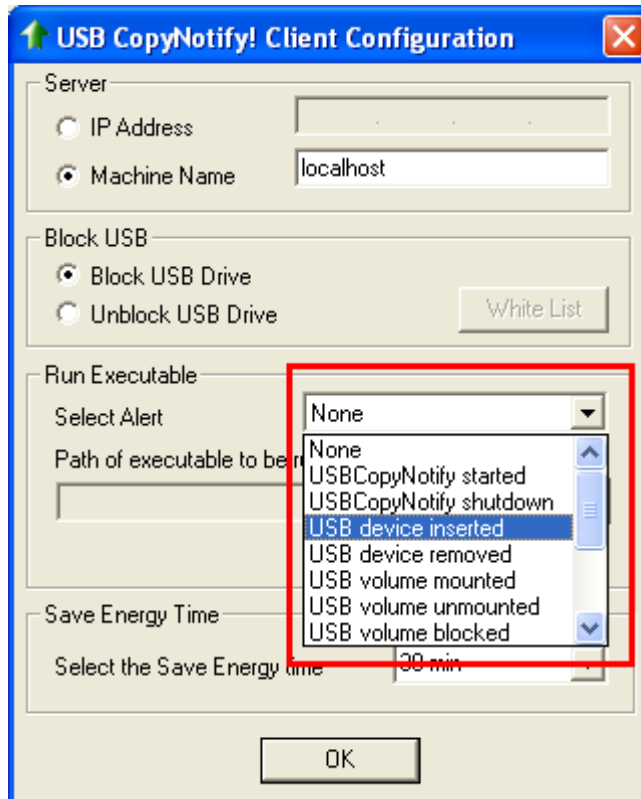 USB CopyNotify! Client Configuration
Server
IP Address
Machine Name
localhost
Block USB
Block USB Drive
Unblock USB Drive
White List
Run Executable
Select Alert
None
Path of executable to be
None
USBCopyNotify started
USBCopyNotify shutdown
USB device inserted
USB device removed
USB volume mounted
USB volume unmounted
USB volume blocked
Save Energy Time
Select the Save Energy time
30 min
OK